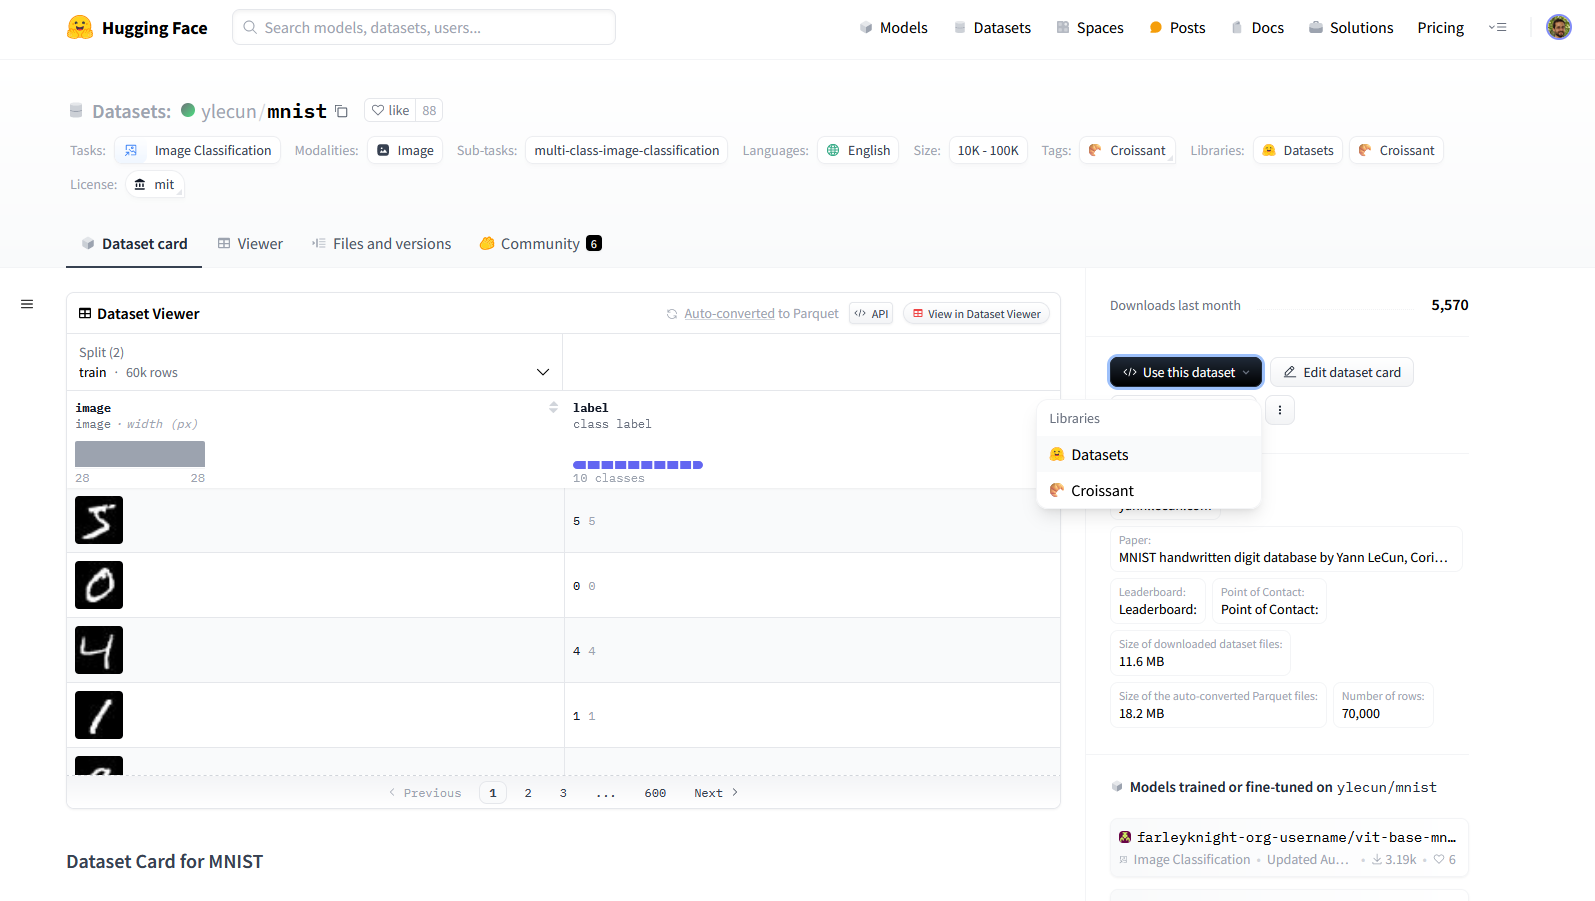 Hugging Face
Search models, datasets, users...
Models
Datasets
Spaces
Posts
Docs
Solutions
Pricing
Datasets: ylecun/mnist
like 88
Tasks: Image Classification
Modalities: Image
Sub-tasks: multi-class-image-classification
Languages: English
Size: 10K - 100K
Tags: Croissant
Libraries: Datasets Croissant
License: mit
Dataset card
Viewer
Files and versions
Community 6
Dataset Viewer
Auto-converted to Parquet
API
View in Dataset Viewer
Split (2)
train · 60k rows
image
image · width (px)
28 28
label
class label
10 classes
5
5 5
0
0 0
4
4 4
1
1 1
Previous 1 2 3 ... 600 Next
Dataset Card for MNIST
Downloads last month 5,570
Use this dataset
Edit dataset card
Libraries
Datasets
Croissant
Paper:
MNIST handwritten digit database by Yann LeCun, Cori…
Leaderboard:
Leaderboard:
Point of Contact:
Point of Contact:
Size of downloaded dataset files:
11.6 MB
Size of the auto-converted Parquet files:
18.2 MB
Number of rows:
70,000
Models trained or fine-tuned on ylecun/mnist
farleyknight-org-username/vit-base-mn…
Image Classification • Updated Au… • 3.19k • 6